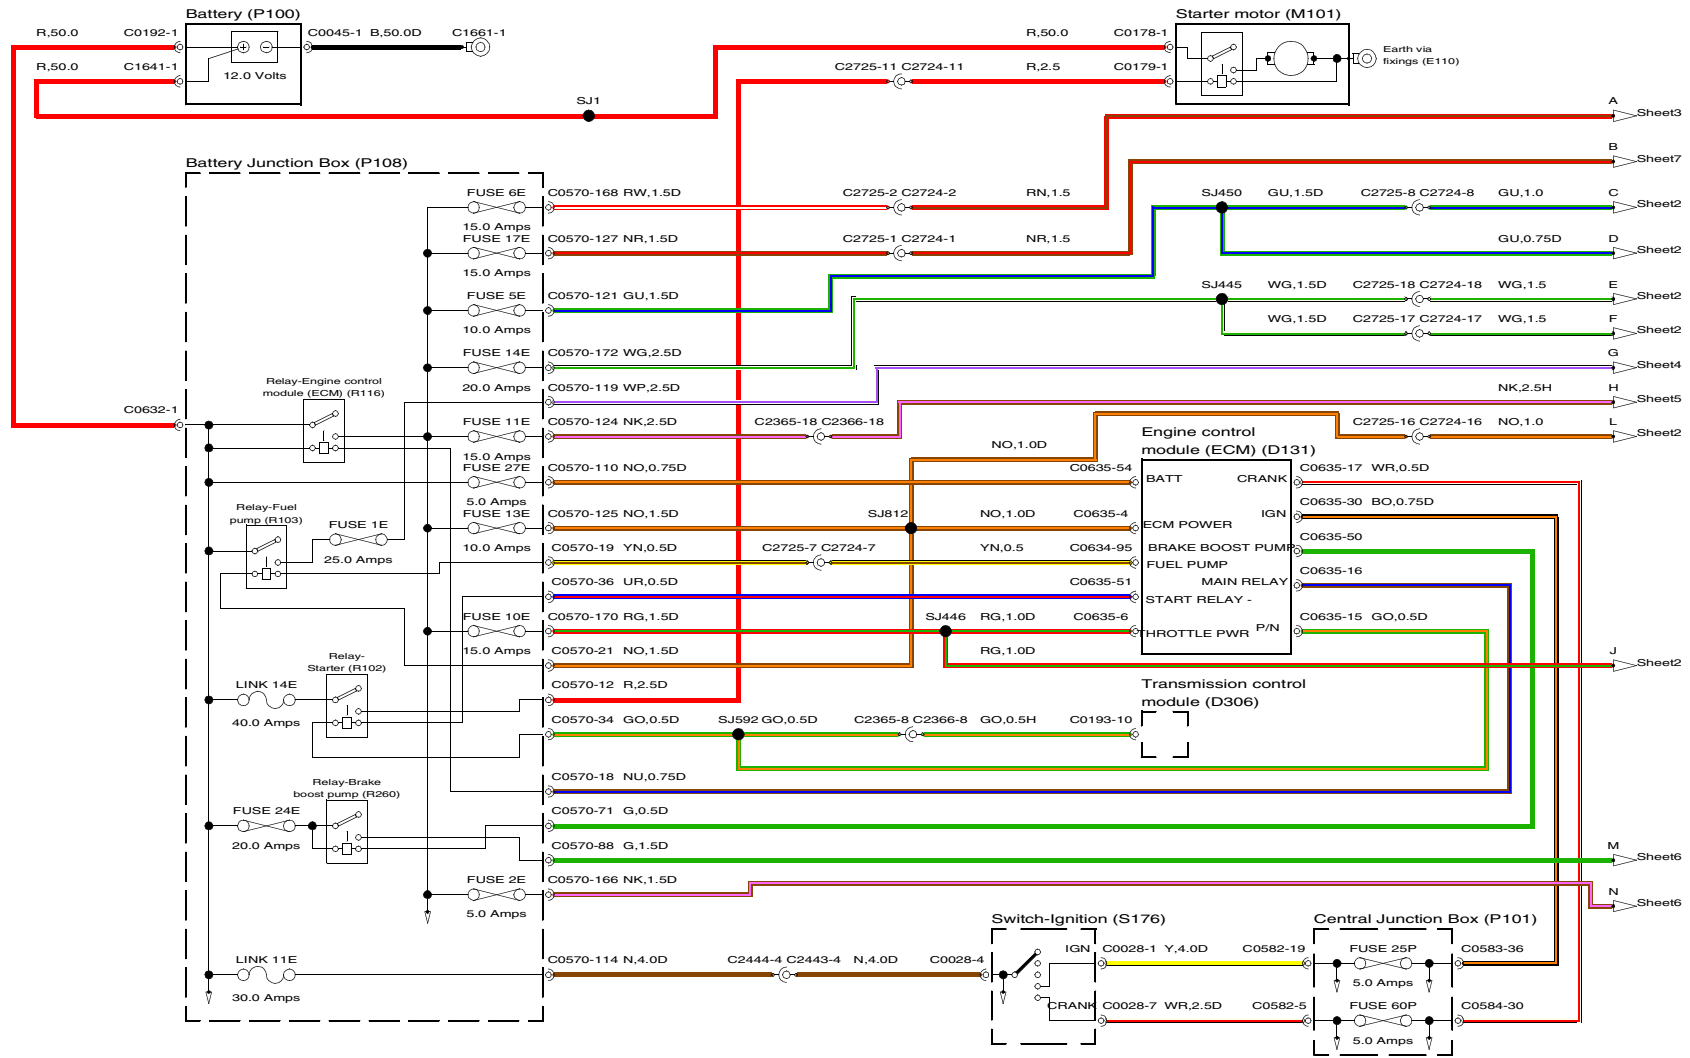 Battery (P100)
Starter motor (M101)
R,50.0 C0192-1 C0045-1 B,50.0D C1661-1 R,50.0 C0178-1
Earth via
fixings (E110)
R,50.0 C1641-1 12.0 Volts C2725-11 C2724-11 R,2.5 C0179-1
SJ1
A
Sheet3
Battery Junction Box (P108)
B
Sheet7
FUSE 6E C0570-168 RW,1.5D C2725-2 C2724-2 RN,1.5 SJ450 GU,1.5D C2725-8 C2724-8 GU,1.0 C
Sheet2
15.0 Amps
FUSE 17E C0570-127 NR,1.5D C2725-1 C2724-1 NR,1.5 GU,0.75D D
Sheet2
15.0 Amps
SJ445 WG,1.5D C2725-18 C2724-18 WG,1.5 E
FUSE 5E C0570-121 GU,1.5D Sheet2
10.0 Amps WG,1.5D C2725-17 C2724-17 WG,1.5 F
Sheet2
FUSE 14E C0570-172 WG,2.5D G
Sheet4
Relay-Engine control
module (ECM) (R116)
20.0 Amps C0570-119 WP,2.5D NK,2.5H H
Sheet5
C0632-1
FUSE 11E C0570-124 NK,2.5D C2365-18 C2366-18 C2725-16 C2724-16 NO,1.0 L
Sheet2
Engine control
module (ECM) (D131)
NO,1.0D
15.0 Amps
FUSE 27E C0570-110 NO,0.75D C0635-54 C0635-17 WR,0.5D
BATT CRANK
5.0 Amps C0635-30 BO,0.75D
Relay-Fuel
pump (R103)
FUSE 1E
FUSE 13E C0570-125 NO,1.5D SJ812 NO,1.0D C0635-4 IGN
ECM POWER
C0635-50
25.0 Amps 10.0 Amps C0570-19 YN,0.5D C2725-7 C2724-7 YN,0.5 C0634-95 BRAKE BOOST PUMP
FUEL PUMP
C0635-16
C0570-36 UR,0.5D C0635-51 MAIN RELAY
START RELAY -
FUSE 10E C0570-170 RG,1.5D SJ446 RG,1.0D C0635-6 C0635-15 GO,0.5D
THROTTLE PWR P/N
15.0 Amps C0570-21 NO,1.5D RG,1.0D J
Sheet2
Relay-
Starter (R102)
LINK 14E C0570-12 R,2.5D
Transmission control
module (D306)
40.0 Amps C0570-34 GO,0.5D SJ592 GO,0.5D C2365-8 C2366-8 GO,0.5H C0193-10
C0570-18 NU,0.75D
Relay-Brake
boost pump (R260)
FUSE 24E C0570-71 G,0.5D
20.0 Amps C0570-88 G,1.5D M
Sheet6
FUSE 2E C0570-166 NK,1.5D N
Sheet6
5.0 Amps
Switch-Ignition (S176)
Central Junction Box (P101)
IGN C0028-1 Y,4.0D C0582-19 FUSE 25P C0583-36
LINK 11E C0570-114 N,4.0D C2444-4 C2443-4 N,4.0D C0028-4
5.0 Amps
30.0 Amps
CRANK C0028-7 WR,2.5D C0582-5 FUSE 60P C0584-30
5.0 Amps